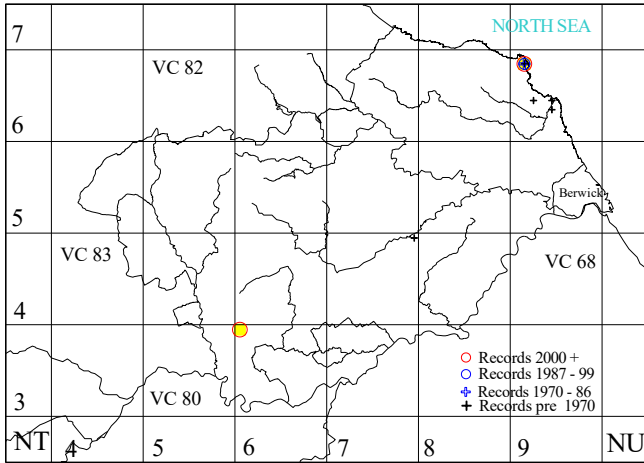 7
NORTH SEA
VC 82
6
Berwick
5
VC 83
VC 68
4
Records 2000 +
Records 1987 - 99
VC 80
Records 1970 - 86
3
Records pre 1970
NT 4 5 6 7 8 9 NU